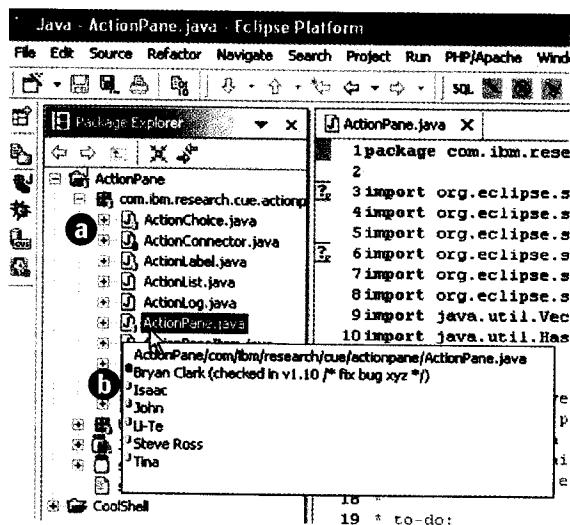 Java - ActionPane.java - Eclipse Platform
File Edit Source Refactor Navigate Search Project Run PHP/Apache Wind
SQL
Package Explorer
ActionPane.java
ActionPane
com.ibm.research.cue.actionp
a
ActionChoice.java
ActionConnector.java
ActionLabel.java
ActionList.java
ActionLog.java
ActionPane.java
1 package com.ibm.rese
2
3 import org.eclipse.s
4 import org.eclipse.s
5 import org.eclipse.s
6 import org.eclipse.s
7 import org.eclipse.s
8 import org.eclipse.s
9 import java.util.Vec
10 import java.util.Has
ActionPane/com/ibm/research/cue/actionpane/ActionPane.java
b
Bryan Clark (checked in v1.10 /* fix bug xyz */)
Isaac
John
Li-Te
Steve Ross
Tina
CoolShell
18 *
19 * to-do: